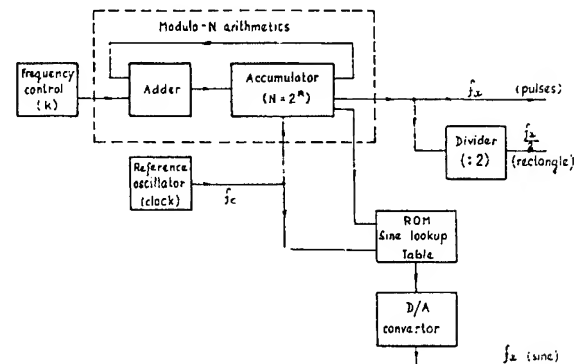 Modulo-N arithmetics
Frequency
control
(k)
Adder
Accumulator
(N = 2ⁿ)
fx (pulses)
Divider
(:2)
fx/2
(rectangle)
Reference
oscillator
(clock)
fc
ROM
Sine lookup
Table
D/A
convertor
fx (sine)